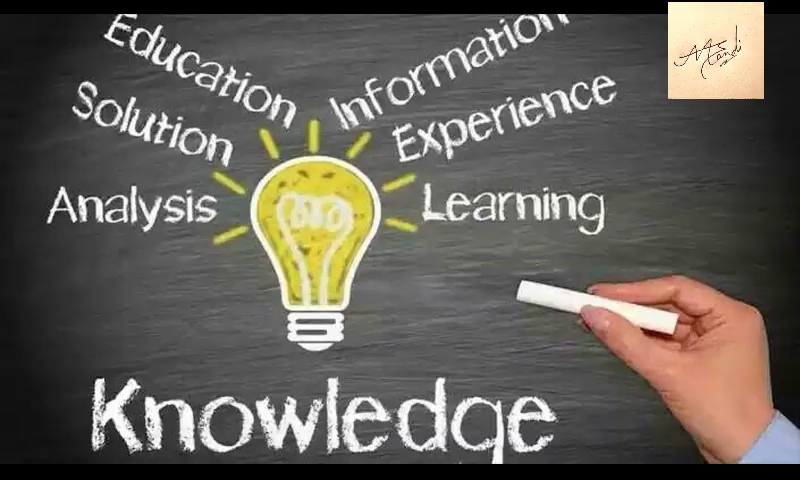 Education
Information
Solution
Experience
Analysis
Learning
Knowledge